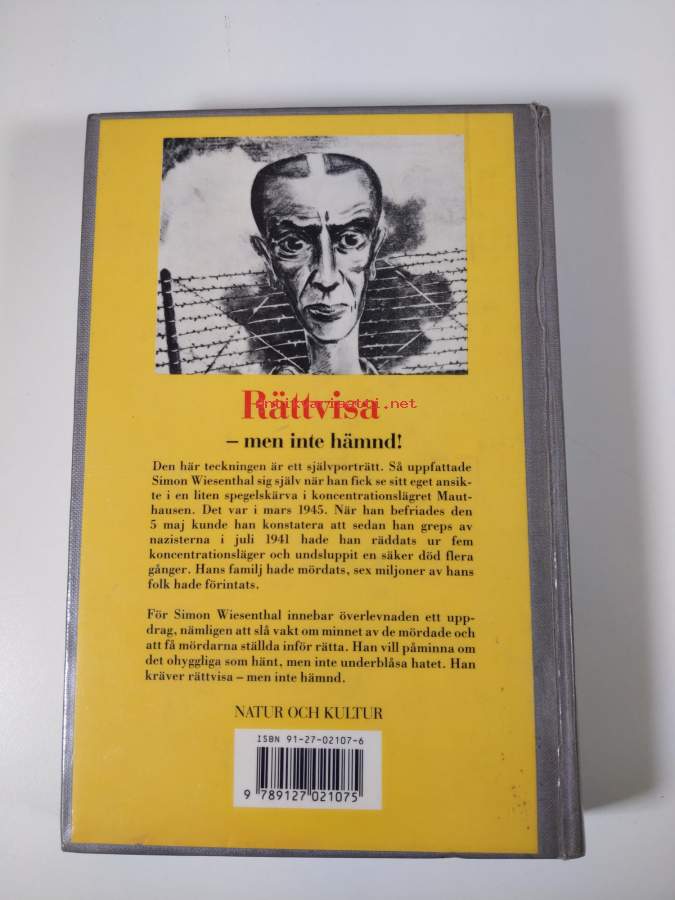 Rättvisa
antikvariaatti.net
– men inte hämnd!
Den här teckningen är ett självporträtt. Så uppfattade
Simon Wiesenthal sig själv när han fick se sitt eget ansik-
te i en liten spegelskärva i koncentrationslägret Maut-
hausen. Det var i mars 1945. När han befriades den
5 maj kunde han konstatera att sedan han greps av
nazisterna i juli 1941 hade han räddats ur fem
koncentrationsläger och undsluppit en säker död flera
gånger. Hans familj hade mördats, sex miljoner av hans
folk hade förintats.
För Simon Wiesenthal innebar överlevnaden ett upp-
drag, nämligen att slå vakt om minnet av de mördade och
att få mördarna ställda inför rätta. Han vill påminna om
det ohyggliga som hänt, men inte underblåsa hatet. Han
kräver rättvisa – men inte hämnd.
NATUR OCH KULTUR
ISBN 91-27-02107-6
9 789127 021075